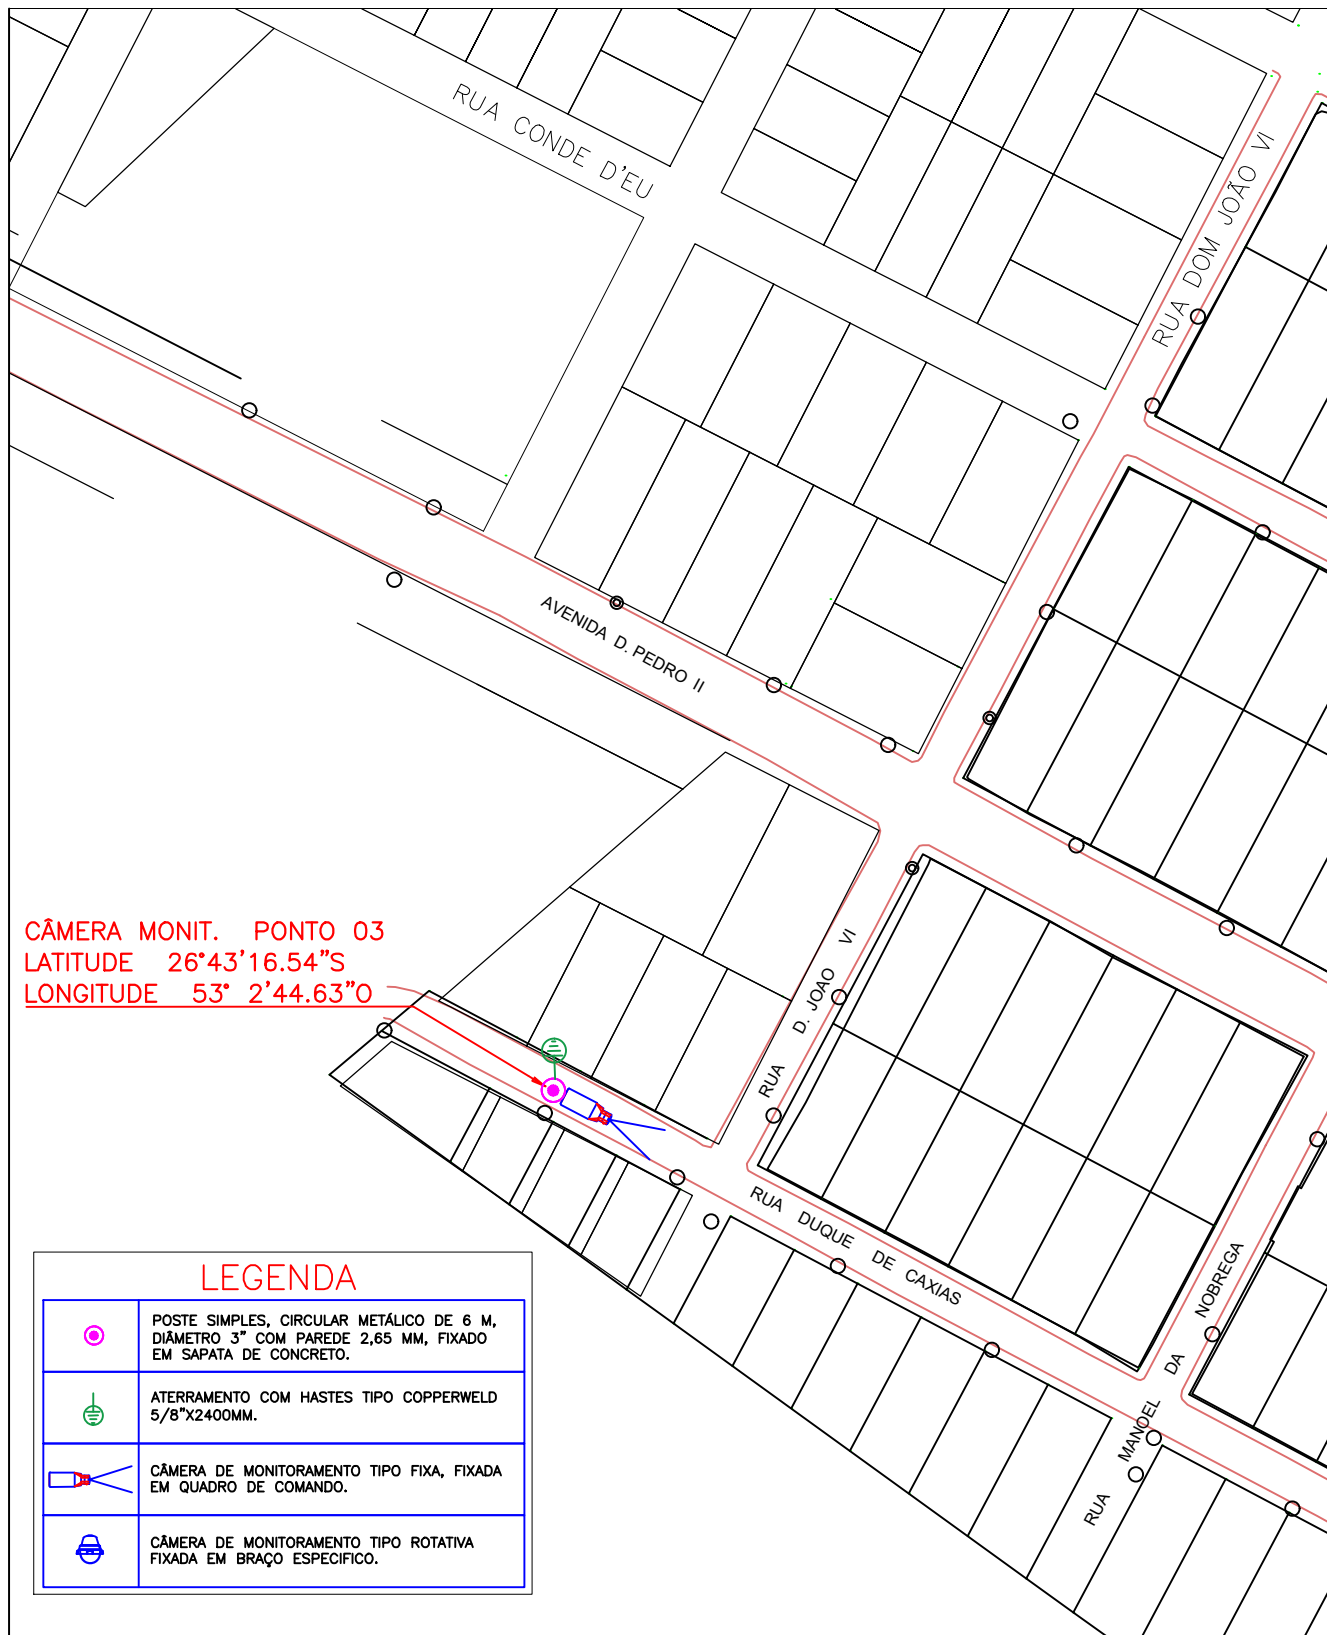 RUA CONDE D'EU
RUA DOM JOÃO VI
AVENIDA D. PEDRO II
CÂMERA MONIT. PONTO 03
LATITUDE 26°43'16.54"S
LONGITUDE 53° 2'44.63"O
RUA D. JOAO VI
RUA DUQUE DE CAXIAS
RUA MANOEL DA NOBREGA
LEGENDA
POSTE SIMPLES, CIRCULAR METÁLICO DE 6 M,
DIÂMETRO 3" COM PAREDE 2,65 MM, FIXADO
EM SAPATA DE CONCRETO.
ATERRAMENTO COM HASTES TIPO COPPERWELD
5/8"X2400MM.
CÂMERA DE MONITORAMENTO TIPO FIXA, FIXADA
EM QUADRO DE COMANDO.
CÂMERA DE MONITORAMENTO TIPO ROTATIVA
FIXADA EM BRAÇO ESPECIFICO.